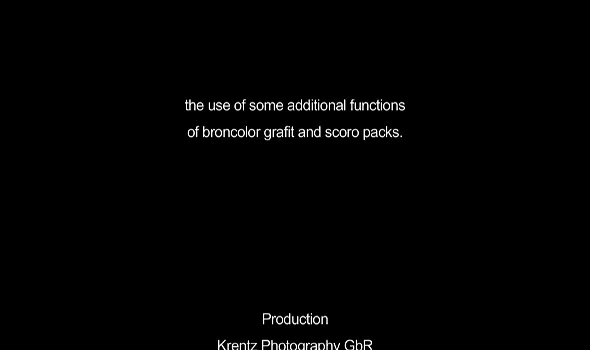 the use of some additional functions
of broncolor grafit and scoro packs.
Production
Krentz Photography GbR